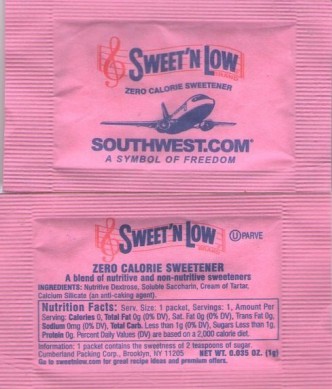 SWEET'N LOW
ZERO CALORIE SWEETENER
SOUTHWEST.COM®
A SYMBOL OF FREEDOM
SWEET'N LOW
U PARVE
ZERO CALORIE SWEETENER
A blend of nutritive and non-nutritive sweeteners
INGREDIENTS: Nutritive Dextrose, Soluble Saccharin, Cream of Tartar,
Calcium Silicate (an anti-caking agent).
Nutrition Facts: Serv. Size: 1 packet, Servings: 1, Amount Per
Serving: Calories 0, Total Fat 0g (0% DV), Sat. Fat 0g (0% DV), Trans Fat 0g,
Sodium 0mg (0% DV), Total Carb. Less than 1g (0% DV), Sugars Less than 1g,
Protein 0g, Percent Daily Values (DV) are based on a 2,000 calorie diet.
Information: 1 packet contains the sweetness of 2 teaspoons of sugar.
Cumberland Packing Corp., Brooklyn, NY 11205 NET WT. 0.035 OZ. (1g)
Go to sweetnlow.com for great recipe ideas and premium offers.